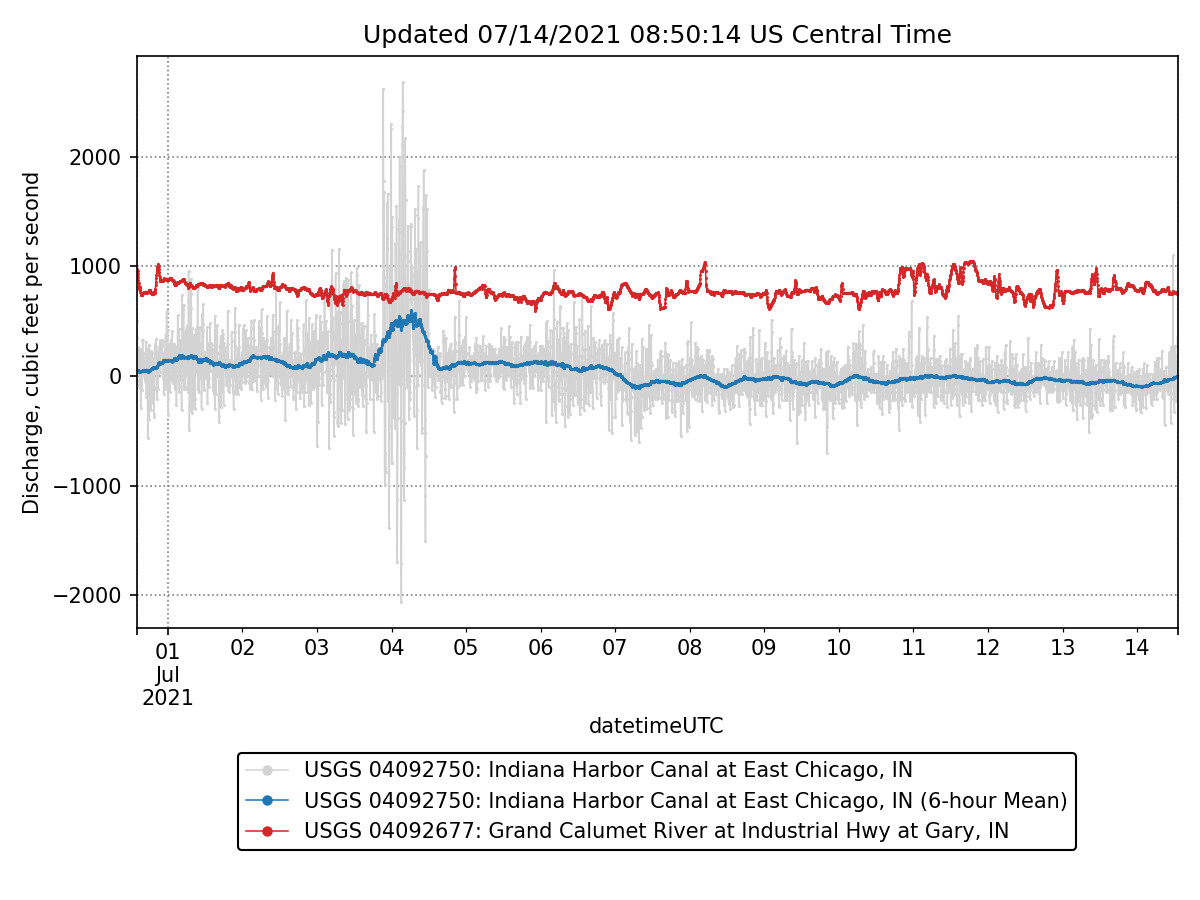 Updated 07/14/2021 08:50:14 US Central Time
Discharge, cubic feet per second
2000
1000
0
−1000
−2000
01 02 03 04 05 06 07 08 09 10 11 12 13 14
Jul
2021
datetimeUTC
USGS 04092750: Indiana Harbor Canal at East Chicago, IN
USGS 04092750: Indiana Harbor Canal at East Chicago, IN (6-hour Mean)
USGS 04092677: Grand Calumet River at Industrial Hwy at Gary, IN